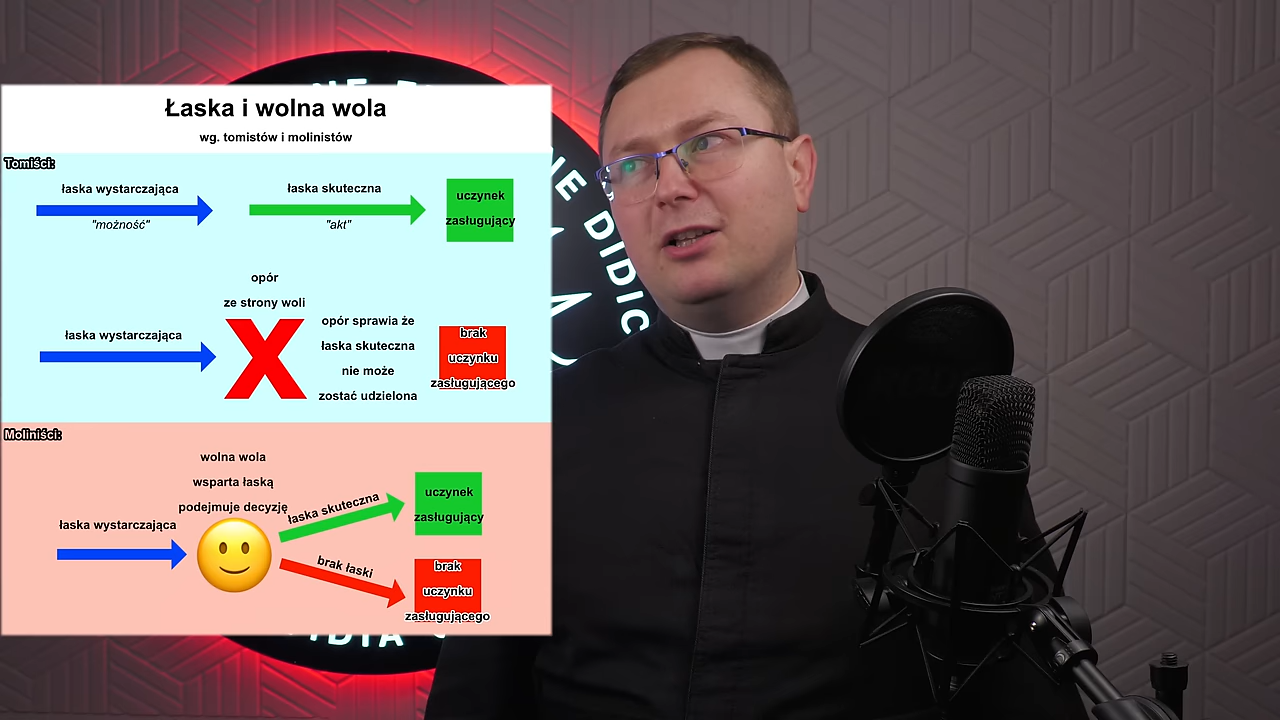 Łaska i wolna wola
wg. tomistów i molinistów
Tomiści:
łaska wystarczająca
"możność"
łaska skuteczna
"akt"
uczynek
zasługujący
opór
ze strony woli
łaska wystarczająca
opór sprawia że
łaska skuteczna
nie może
zostać udzielona
brak
uczynku
zasługującego
Moliniści:
wolna wola
wsparta łaską
podejmuje decyzję
łaska wystarczająca
łaska skuteczna
uczynek
zasługujący
brak łaski
brak
uczynku
zasługującego
NE DIDIC